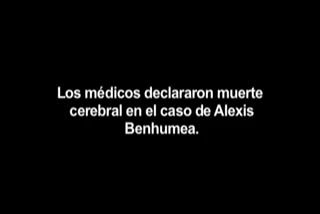 Los médicos declararon muerte
cerebral en el caso de Alexis
Benhumea.